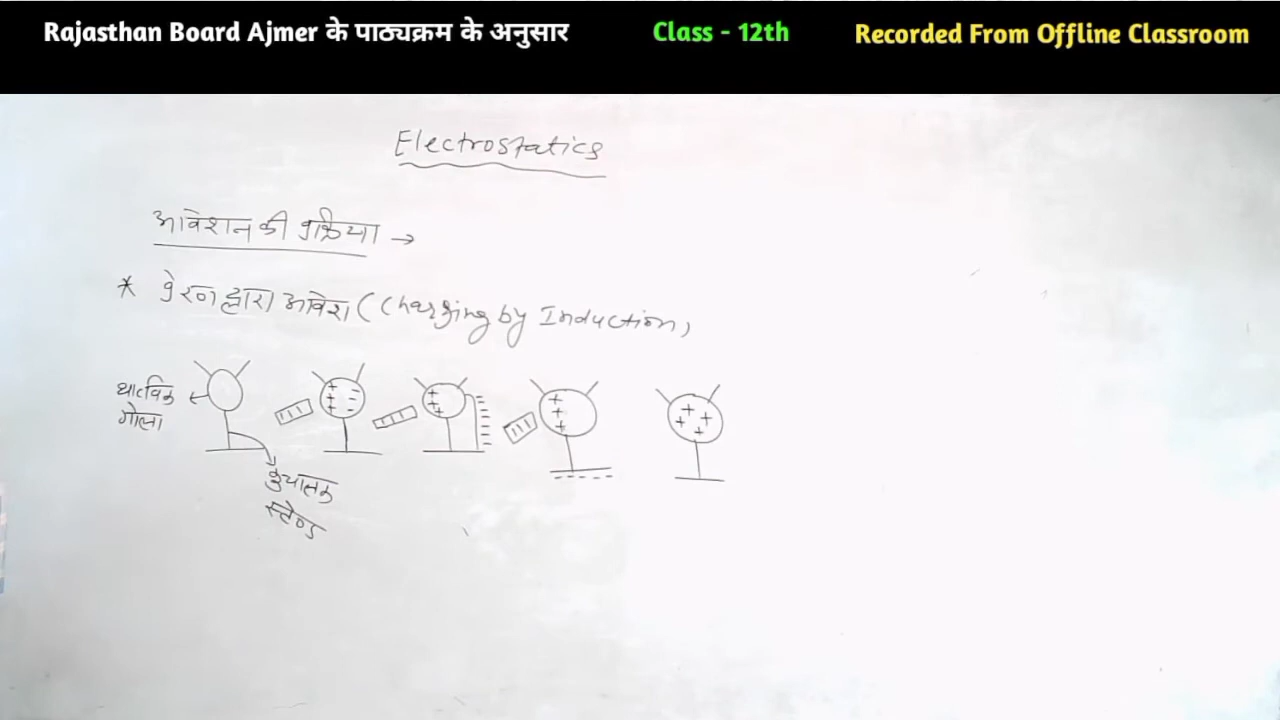 Rajasthan Board Ajmer के पाठ्यक्रम के अनुसार Class - 12th Recorded From Offline Classroom
Electrostatics
आवेशन की प्रक्रिया →
* प्रेरण द्वारा आवेश (Charging by Induction)
धात्विक
गोला
कुचालक
स्टेण्ड